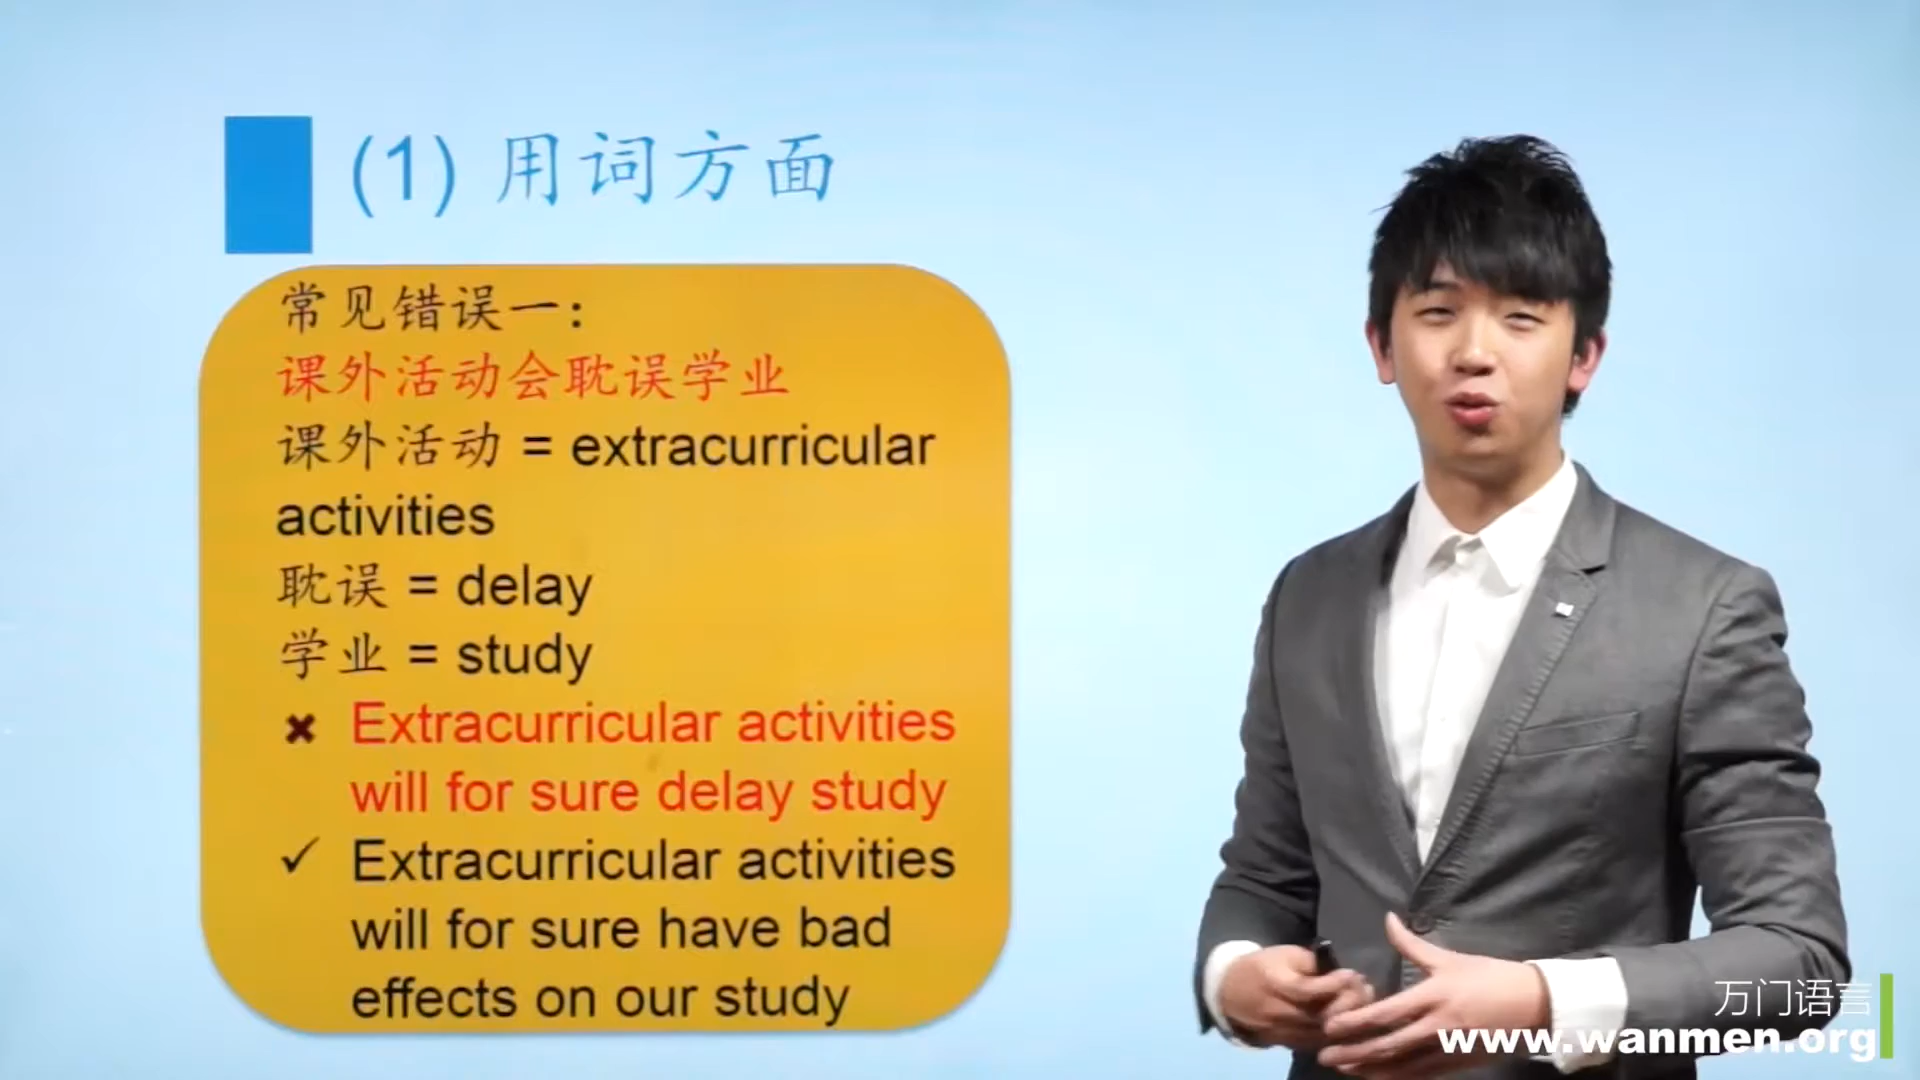 (1) 用词方面
常见错误一：
课外活动会耽误学业
课外活动 = extracurricular
activities
耽误 = delay
学业 = study
✖ Extracurricular activities
will for sure delay study
✓ Extracurricular activities
will for sure have bad
effects on our study
万门语言
www.wanmen.org